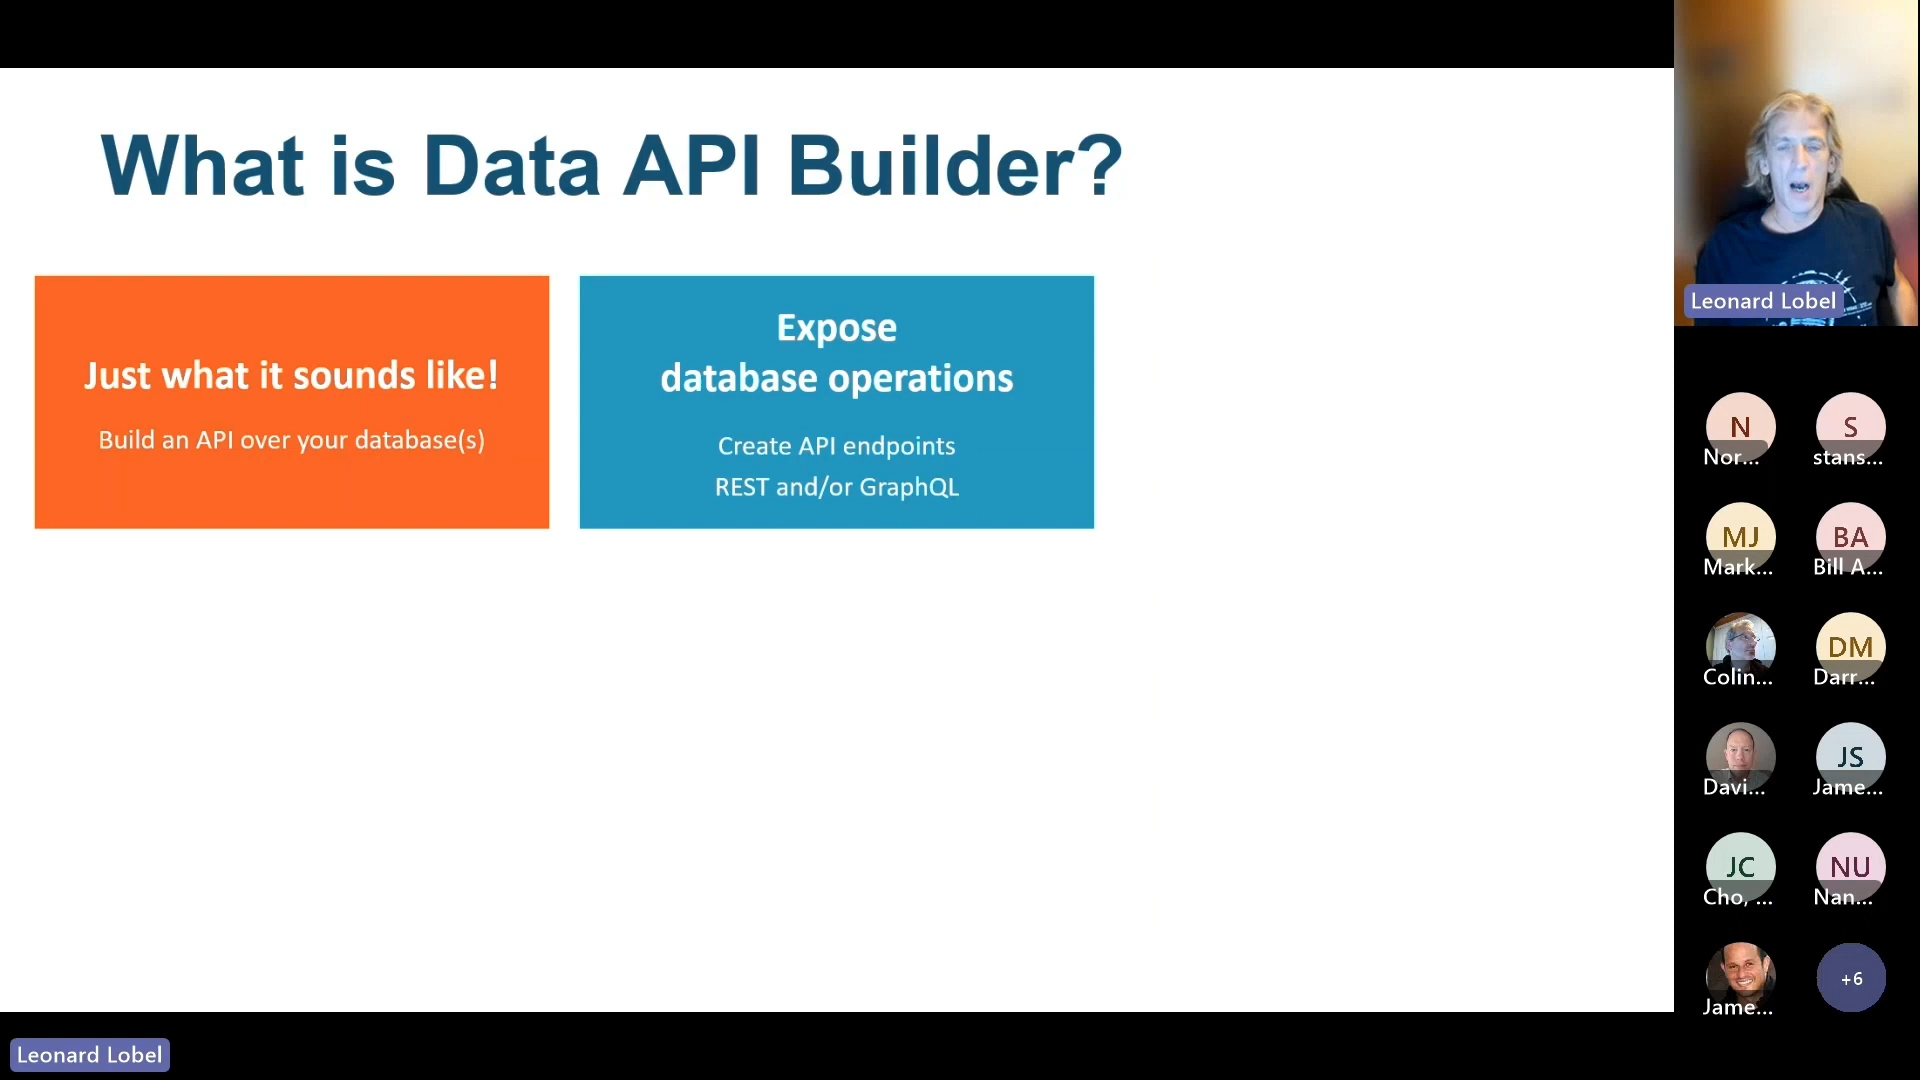 What is Data API Builder?
Just what it sounds like!
Build an API over your database(s)
Expose
database operations
Create API endpoints
REST and/or GraphQL
Leonard Lobel
N
Nor...
S
stans...
MJ
Mark...
BA
Bill A...
Colin...
DM
Darr...
Davi...
JS
Jame...
JC
Cho, ...
NU
Nan...
Jame...
+6
Leonard Lobel